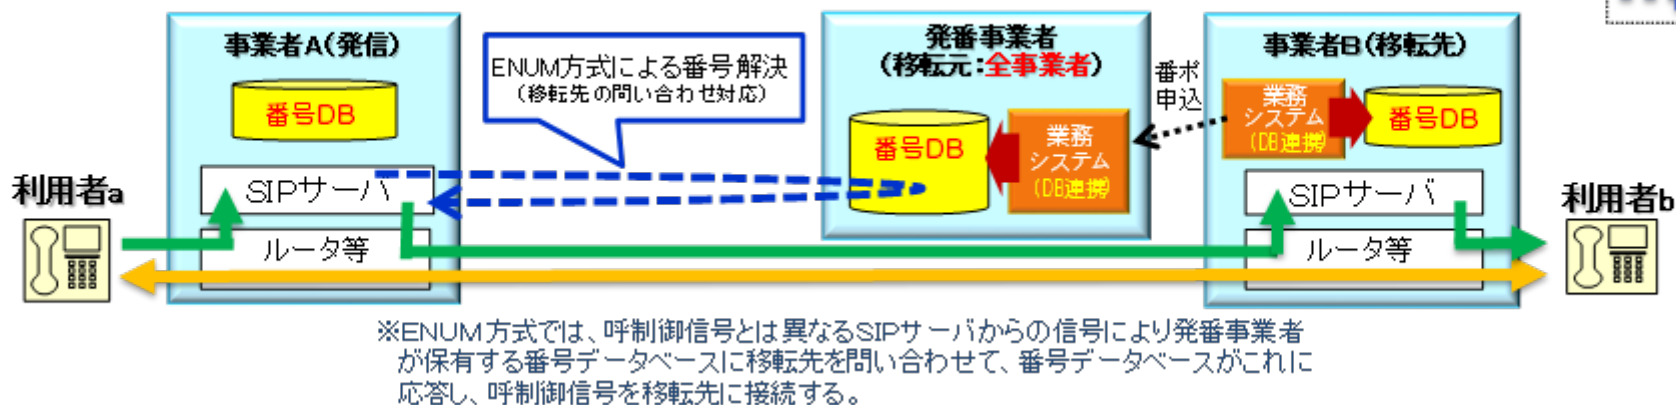 事業者A(発信)
番号DB
SIPサーバ
ルータ等
利用者a
ENUM方式による番号解決
(移転先の問い合わせ対応)
発番事業者
(移転元:全事業者)
番号DB
業務
システム
(DB連携)
番ポ
申込
事業者B(移転先)
業務
システム
(DB連携)
番号DB
SIPサーバ
ルータ等
利用者b
※ENUM方式では、呼制御信号とは異なるSIPサーバからの信号により発番事業者
が保有する番号データベースに移転先を問い合わせて、番号データベースがこれに
応答し、呼制御信号を移転先に接続する。